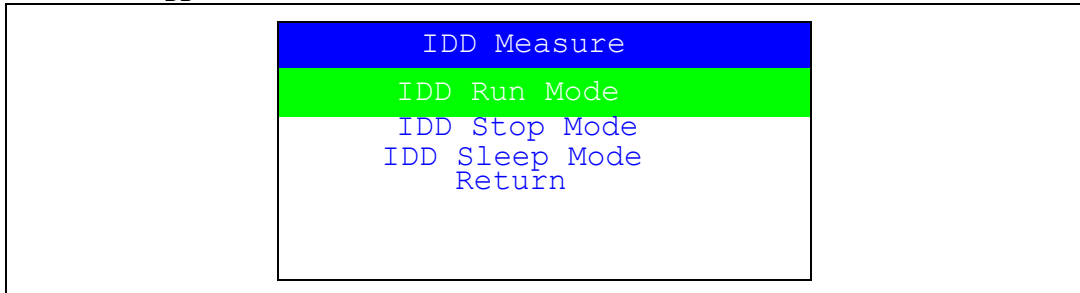 IDD Measure
IDD Run Mode
IDD Stop Mode
IDD Sleep Mode
Return